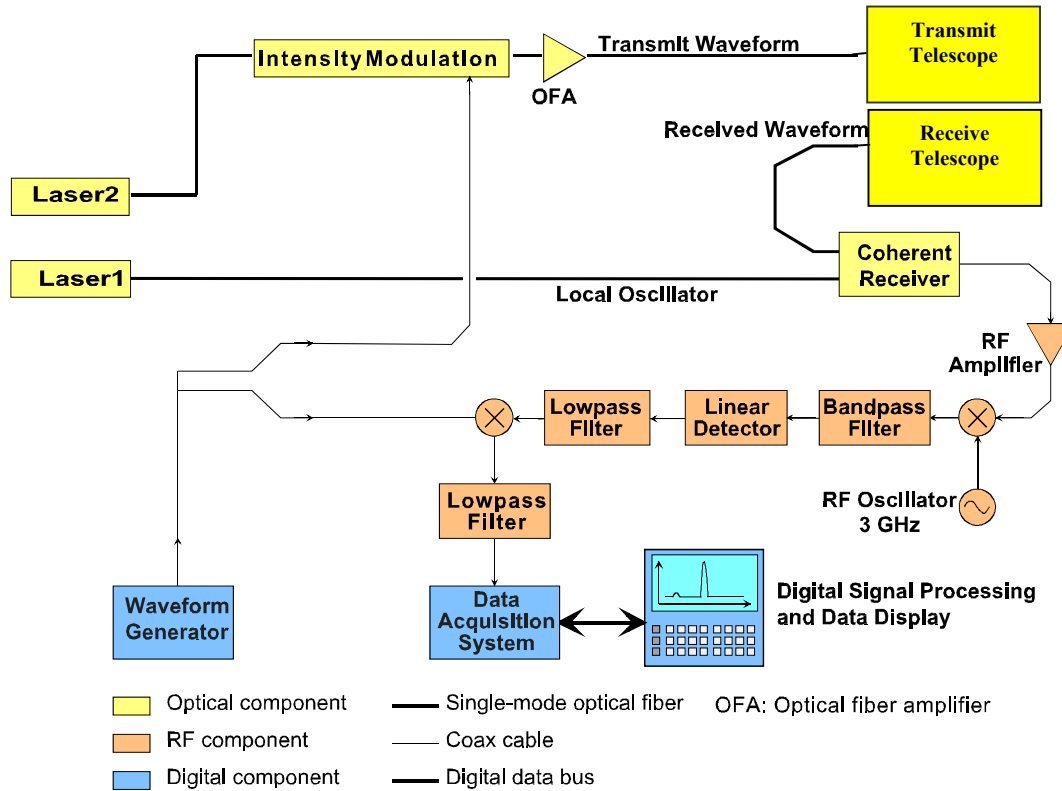 Intensity Modulation
OFA
Transmit Waveform
Transmit
Telescope
Received Waveform
Receive
Telescope
Laser2
Laser1
Local Oscillator
Coherent
Receiver
RF
Amplifier
Lowpass
Filter
Linear
Detector
Bandpass
Filter
RF Oscillator
3 GHz
Lowpass
Filter
Waveform
Generator
Data
Acquisition
System
Digital Signal Processing
and Data Display
Optical component
Single-mode optical fiber
OFA: Optical fiber amplifier
RF component
Coax cable
Digital component
Digital data bus